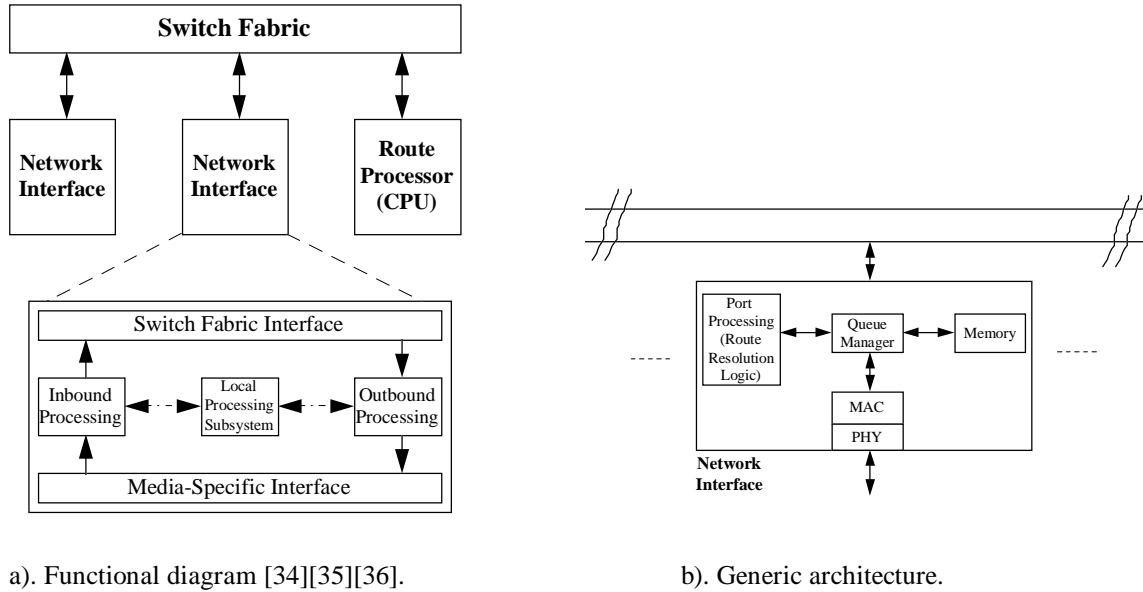 Switch Fabric
Network
Interface
Network
Interface
Route
Processor
(CPU)
Switch Fabric Interface
Inbound
Processing
Local
Processing
Subsystem
Outbound
Processing
Media-Specific Interface
a). Functional diagram [34][35][36].
Port
Processing
(Route
Resolution
Logic)
Queue
Manager
Memory
MAC
PHY
Network
Interface
b). Generic architecture.